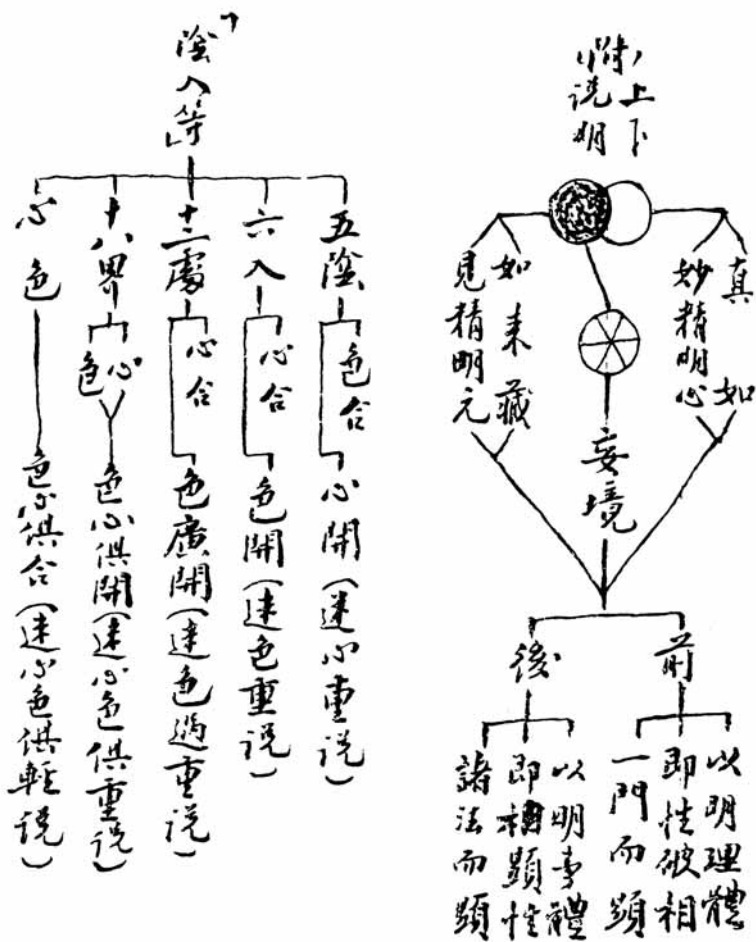 附上下
說明
真如
妙精明心
如來藏
見精明元
妄境
前
以明理體
即性破相
一門而顯
後
以明事體
即相顯性
諸法而顯
「陰入等」
五陰
色合
心開(迷心重說)
六入
心合
色開(迷色重說)
十二處
心合
色廣開(迷色過重說)
十八界
心
色
色心俱開(迷心色俱重說)
心色
色心俱合(迷心色俱輕說)